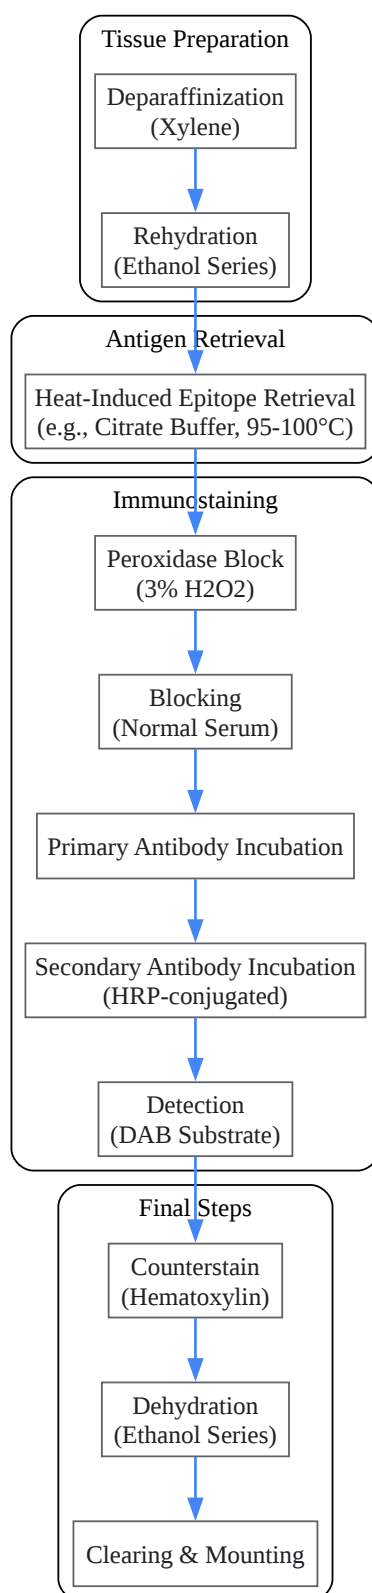 Tissue Preparation
Deparaffinization
(Xylene)
Rehydration
(Ethanol Series)
Antigen Retrieval
Heat-Induced Epitope Retrieval
(e.g., Citrate Buffer, 95-100°C)
Immunostaining
Peroxidase Block
(3% H2O2)
Blocking
(Normal Serum)
Primary Antibody Incubation
Secondary Antibody Incubation
(HRP-conjugated)
Detection
(DAB Substrate)
Final Steps
Counterstain
(Hematoxylin)
Dehydration
(Ethanol Series)
Clearing & Mounting